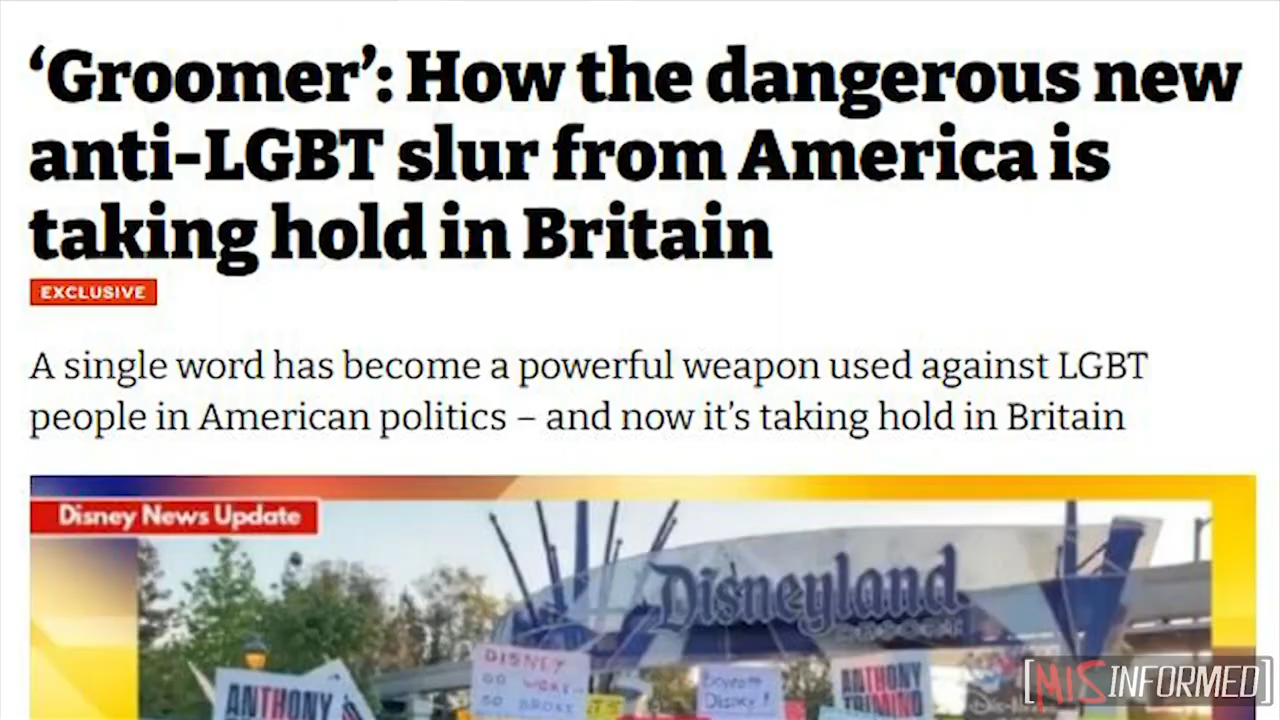 ‘Groomer’: How the dangerous new
anti-LGBT slur from America is
taking hold in Britain
EXCLUSIVE
A single word has become a powerful weapon used against LGBT
people in American politics – and now it’s taking hold in Britain
Disney News Update
Disneyland
DISNEY
GO WOKE
GO BROKE
Boycott
Disney!
ANTHONY
ANTHONY
TRIMINO
[MISINFORMED]